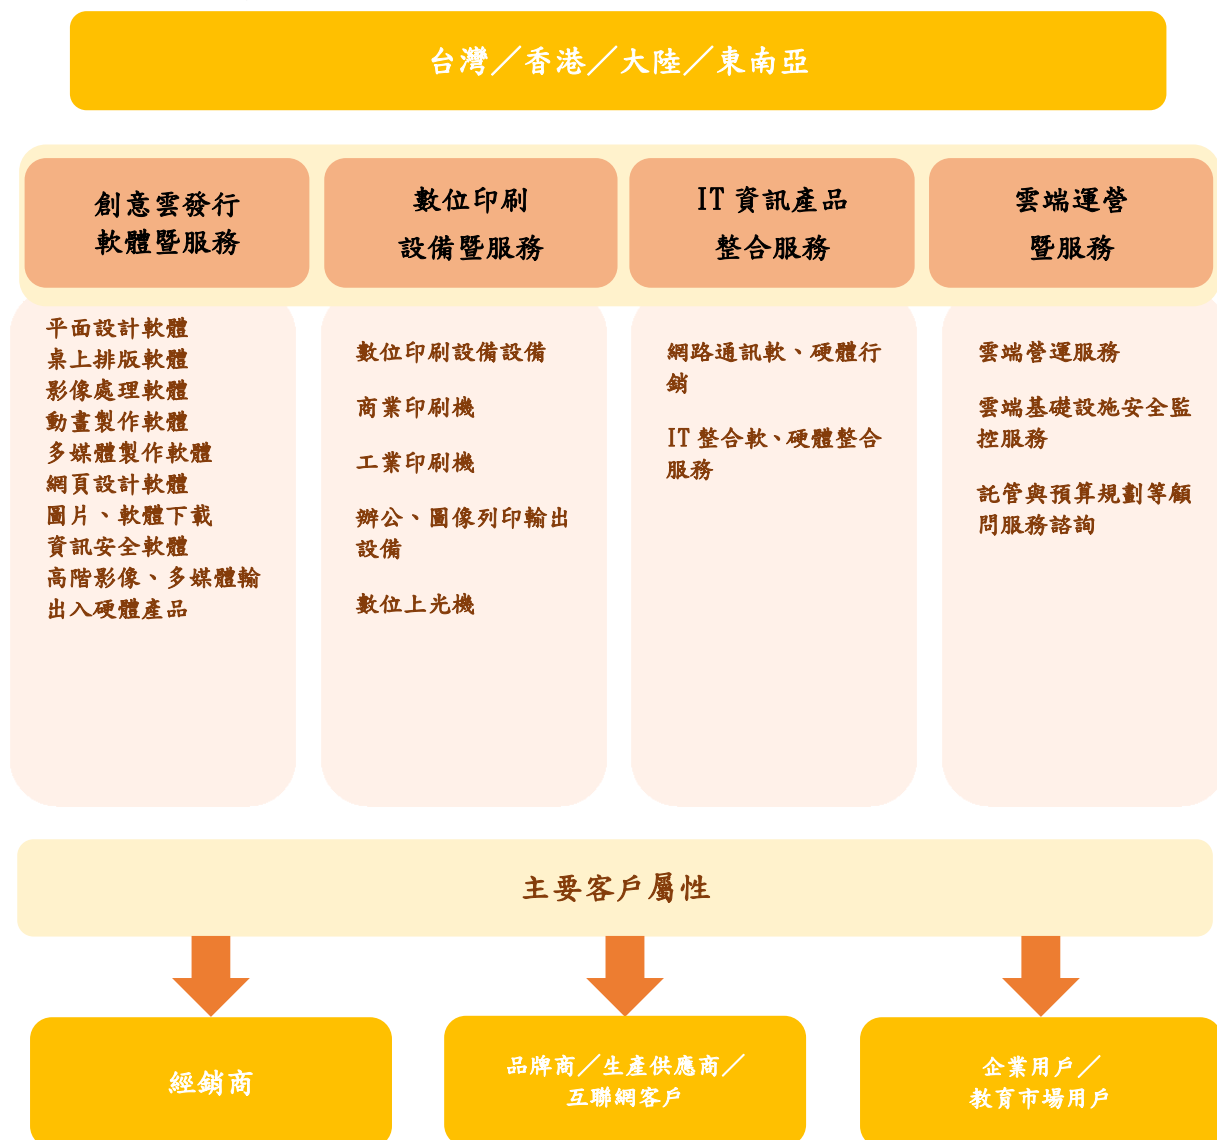 台灣／香港／大陸／東南亞
創意雲發行
軟體暨服務
數位印刷
設備暨服務
IT 資訊產品
整合服務
雲端運營
暨服務
平面設計軟體
桌上排版軟體
影像處理軟體
動畫製作軟體
多媒體製作軟體
網頁設計軟體
圖片、軟體下載
資訊安全軟體
高階影像、多媒體輸
出入硬體產品
數位印刷設備設備
商業印刷機
工業印刷機
辦公、圖像列印輸出
設備
數位上光機
網路通訊軟、硬體行
銷
IT 整合軟、硬體整合
服務
雲端營運服務
雲端基礎設施安全監
控服務
託管與預算規劃等顧
問服務諮詢
主要客戶屬性
經銷商
品牌商／生產供應商／
互聯網客戶
企業用戶／
教育市場用戶